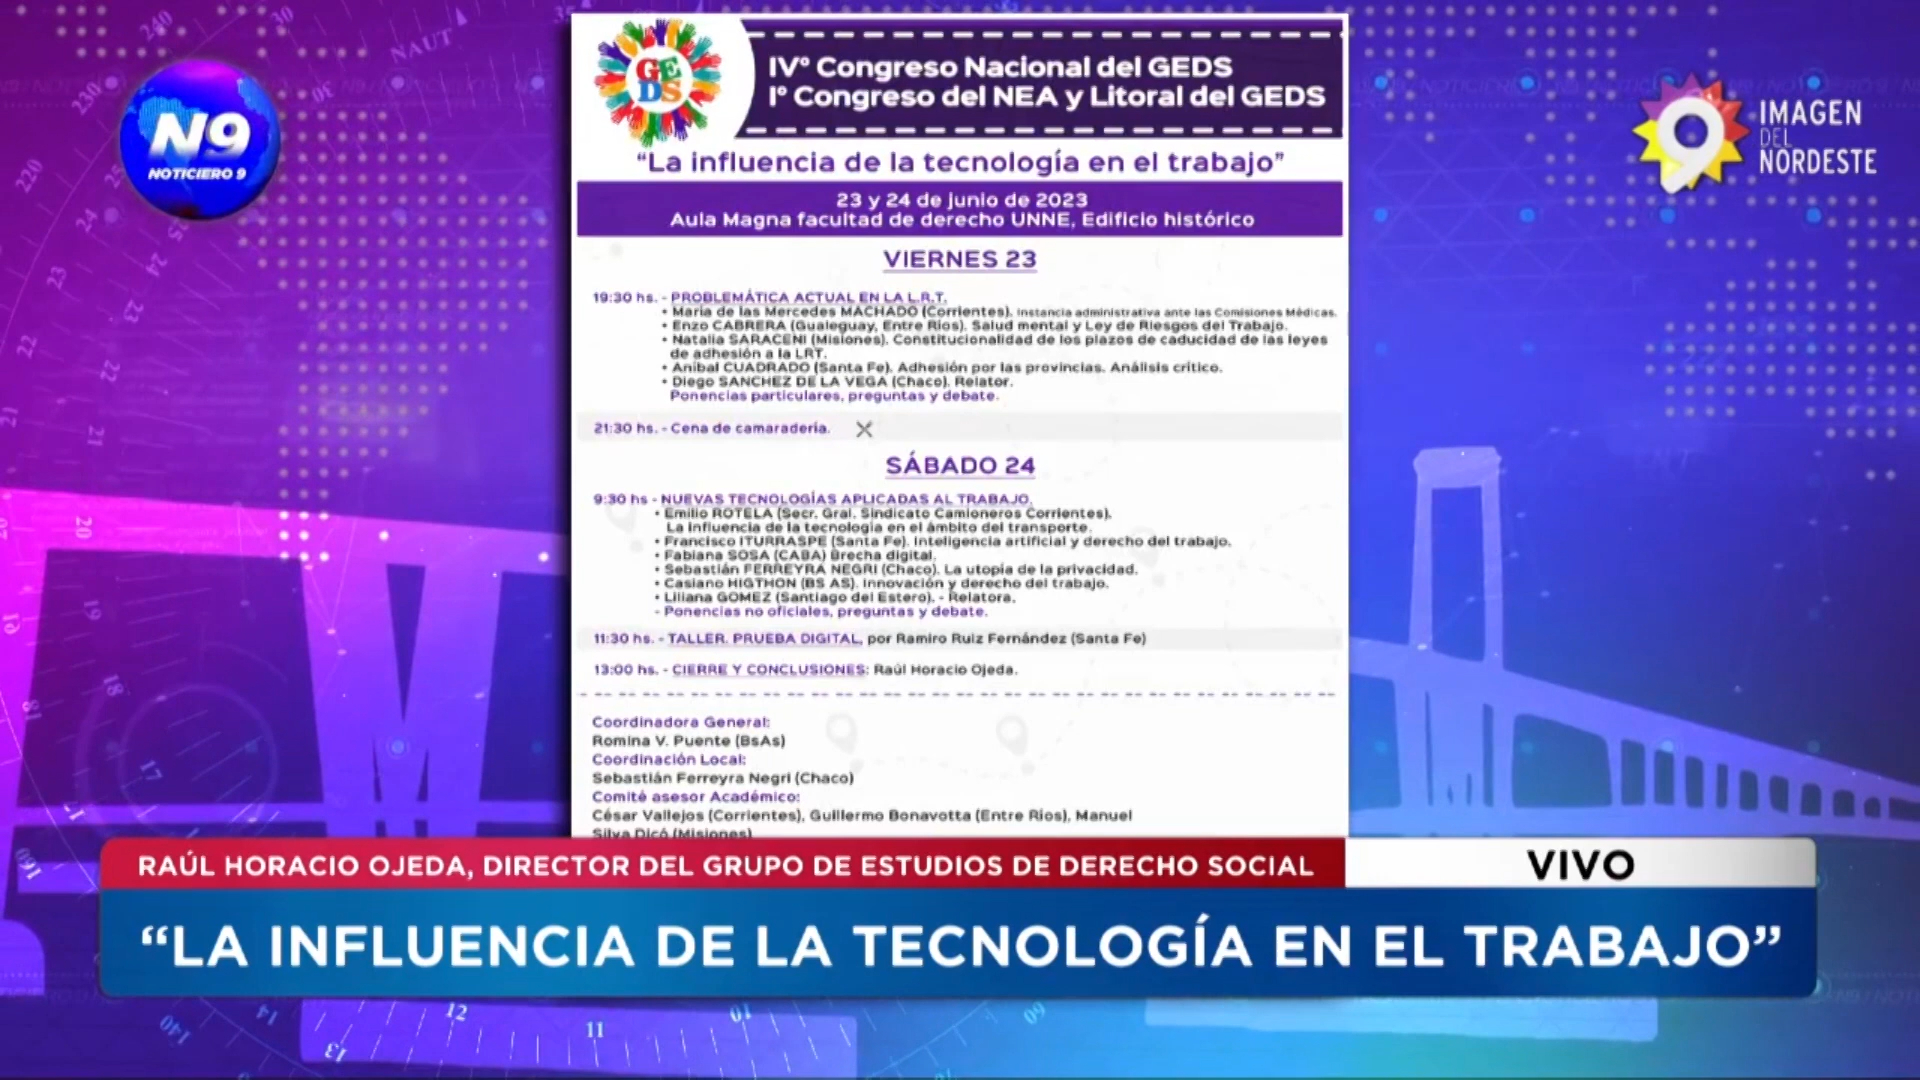 N9
NOTICIERO 9
IMAGEN
DEL
NORDESTE
GEDS
IVº Congreso Nacional del GEDS
Iº Congreso del NEA y Litoral del GEDS
“La influencia de la tecnología en el trabajo”
23 y 24 de junio de 2023
Aula Magna facultad de derecho UNNE, Edificio histórico
VIERNES 23
19:30 hs. - PROBLEMÁTICA ACTUAL EN LA L.R.T.
• María de las Mercedes MACHADO (Corrientes). Instancia administrativa ante las Comisiones Médicas.
• Enzo CABRERA (Gualeguay, Entre Ríos). Salud mental y Ley de Riesgos del Trabajo.
• Natalia SARACENI (Misiones). Constitucionalidad de los plazos de caducidad de las leyes
de adhesión a la LRT.
• Aníbal CUADRADO (Santa Fe). Adhesión por las provincias. Análisis crítico.
• Diego SANCHEZ DE LA VEGA (Chaco). Relator.
Ponencias particulares, preguntas y debate.
21:30 hs. - Cena de camaradería.
SÁBADO 24
9:30 hs - NUEVAS TECNOLOGÍAS APLICADAS AL TRABAJO.
• Emilio ROTELA (Secr. Gral. Sindicato Camioneros Corrientes).
La influencia de la tecnología en el ámbito del transporte.
• Francisco ITURRASPE (Santa Fe). Inteligencia artificial y derecho del trabajo.
• Fabiana SOSA (CABA) Brecha digital.
• Sebastián FERREYRA NEGRI (Chaco). La utopía de la privacidad.
• Casiano HIGTHON (BS AS). Innovación y derecho del trabajo.
• Liliana GOMEZ (Santiago del Estero). - Relatora.
- Ponencias no oficiales, preguntas y debate.
11:30 hs. - TALLER. PRUEBA DIGITAL, por Ramiro Ruiz Fernández (Santa Fe)
13:00 hs. - CIERRE Y CONCLUSIONES: Raúl Horacio Ojeda.
Coordinadora General:
Romina V. Puente (BsAs)
Coordinación Local:
Sebastián Ferreyra Negri (Chaco)
Comité asesor Académico:
César Vallejos (Corrientes), Guillermo Bonavotta (Entre Ríos), Manuel
Silva Dicó (Misiones)
RAÚL HORACIO OJEDA, DIRECTOR DEL GRUPO DE ESTUDIOS DE DERECHO SOCIAL
VIVO
“LA INFLUENCIA DE LA TECNOLOGÍA EN EL TRABAJO”